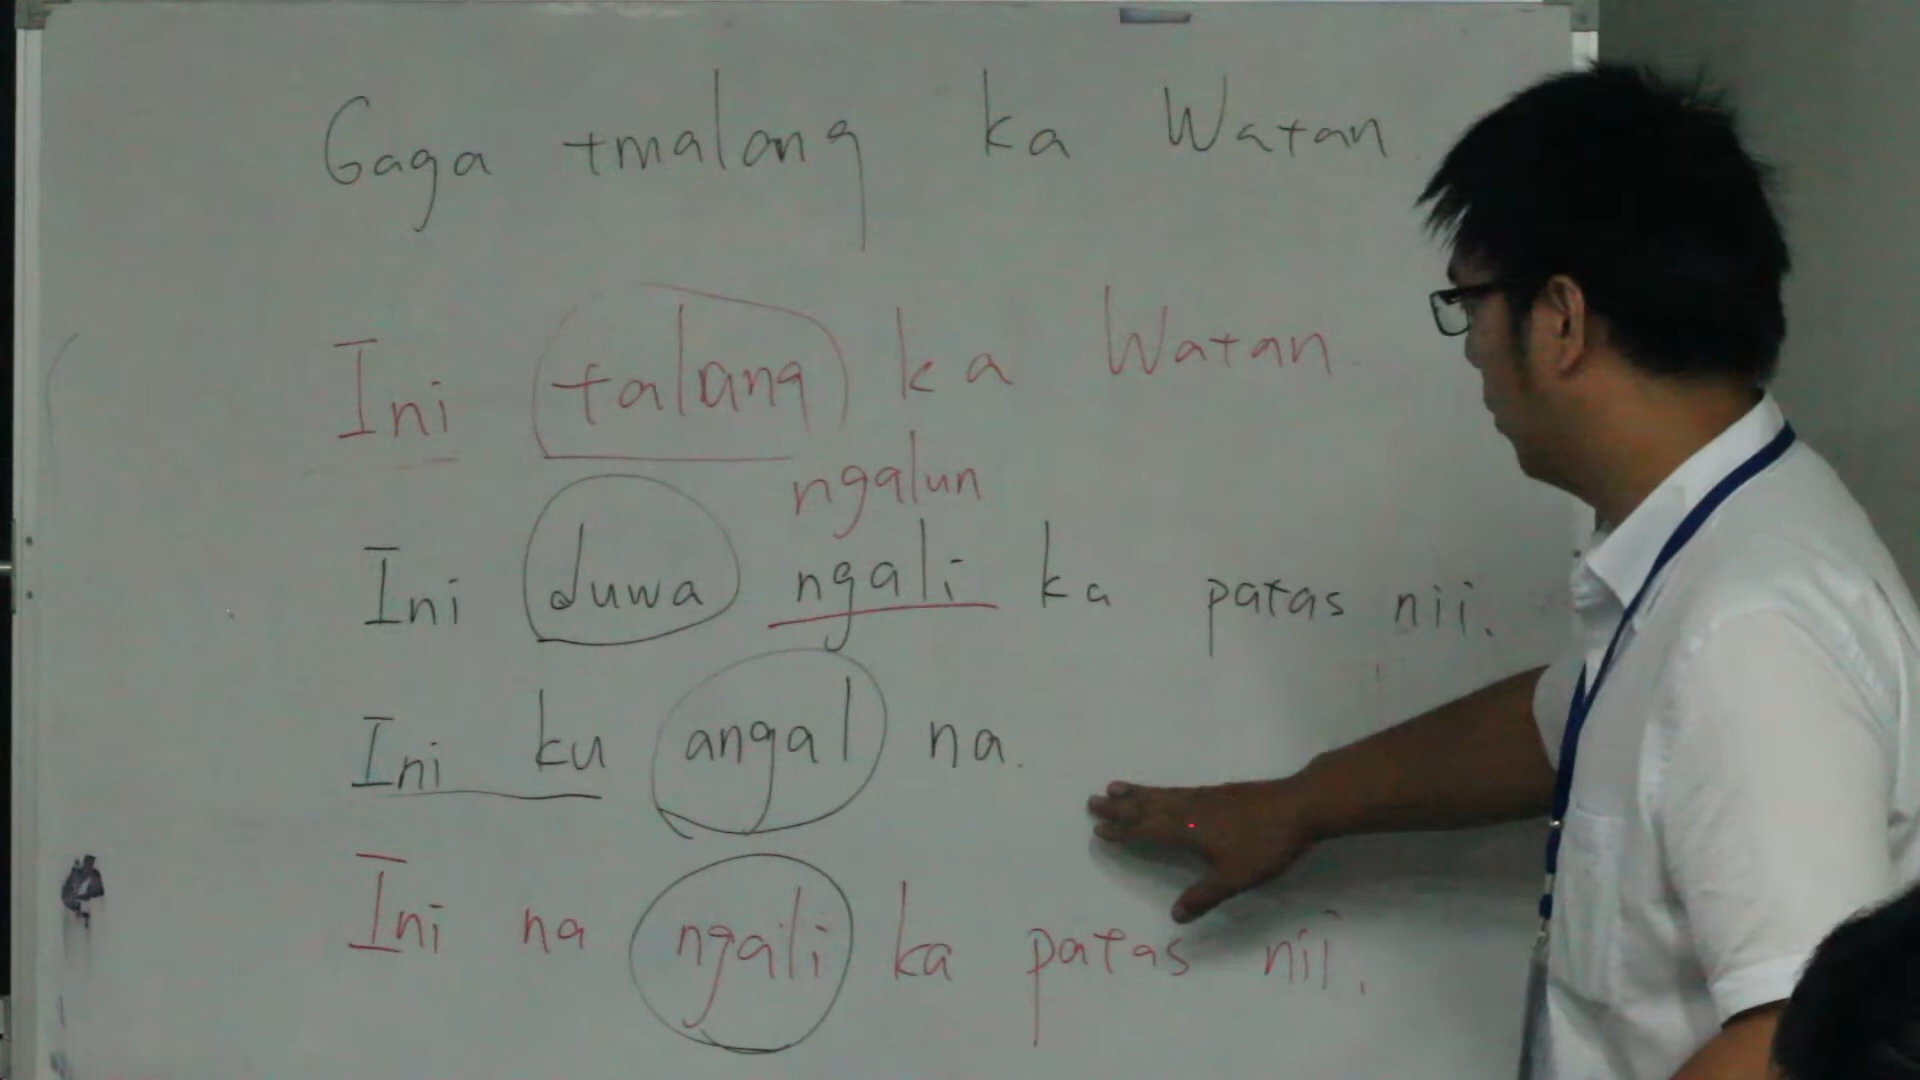 Gaga tmalang ka Watan.
Ini talang ka Watan.
ngalun
Ini duwa ngali ka patas nii.
Ini ku angal na.
Ini na ngali ka patas nii.